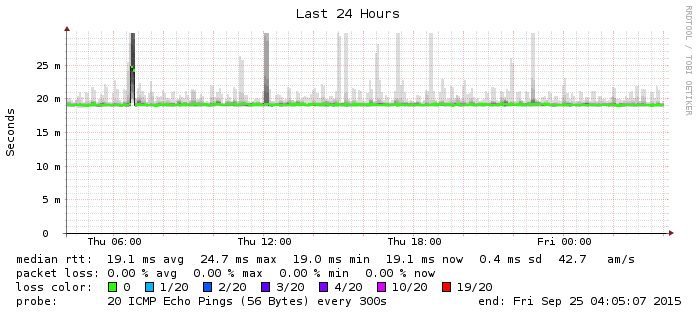 Last 24 Hours
RRDTOOL / TOBI OETIKER
Seconds
25 m
20 m
15 m
10 m
5 m
0
Thu 06:00 Thu 12:00 Thu 18:00 Fri 00:00
median rtt: 19.1 ms avg 24.7 ms max 19.0 ms min 19.1 ms now 0.4 ms sd 42.7 am/s
packet loss: 0.00 % avg 0.00 % max 0.00 % min 0.00 % now
loss color: 0 1/20 2/20 3/20 4/20 10/20 19/20
probe: 20 ICMP Echo Pings (56 Bytes) every 300s end: Fri Sep 25 04:05:07 2015